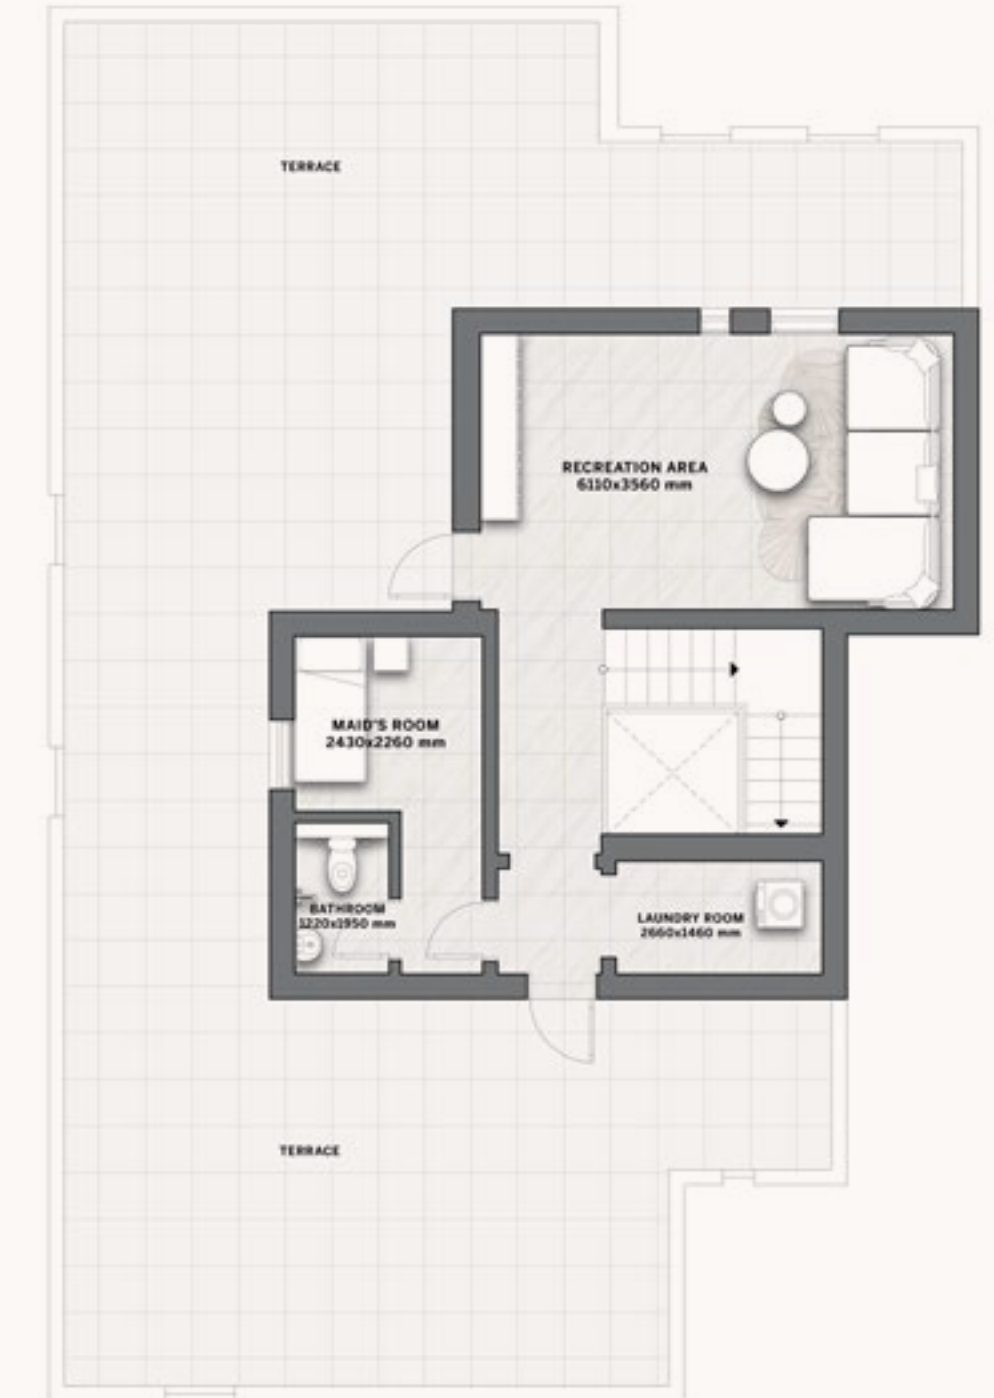 TERRACE
RECREATION AREA
6110x3560 mm
MAID'S ROOM
2430x2260 mm
BATHROOM
1220x1950 mm
LAUNDRY ROOM
2660x1460 mm
TERRACE